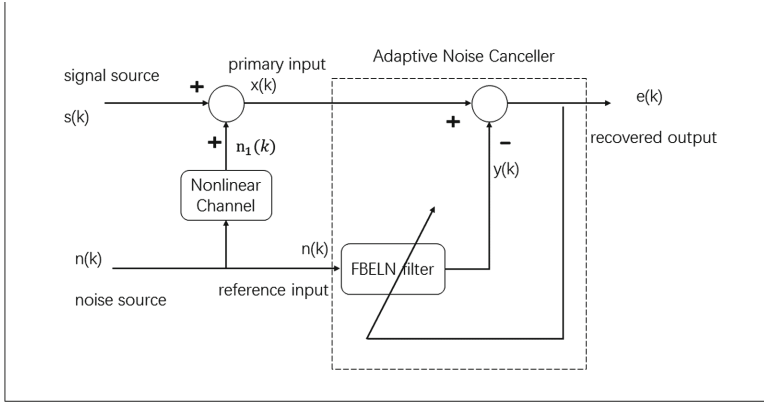 Adaptive Noise Canceller
signal source
primary input
+
x(k)
s(k)
e(k)
+
−
recovered output
+
n₁(k)
y(k)
Nonlinear
Channel
n(k)
n(k)
FBELN filter
noise source
reference input